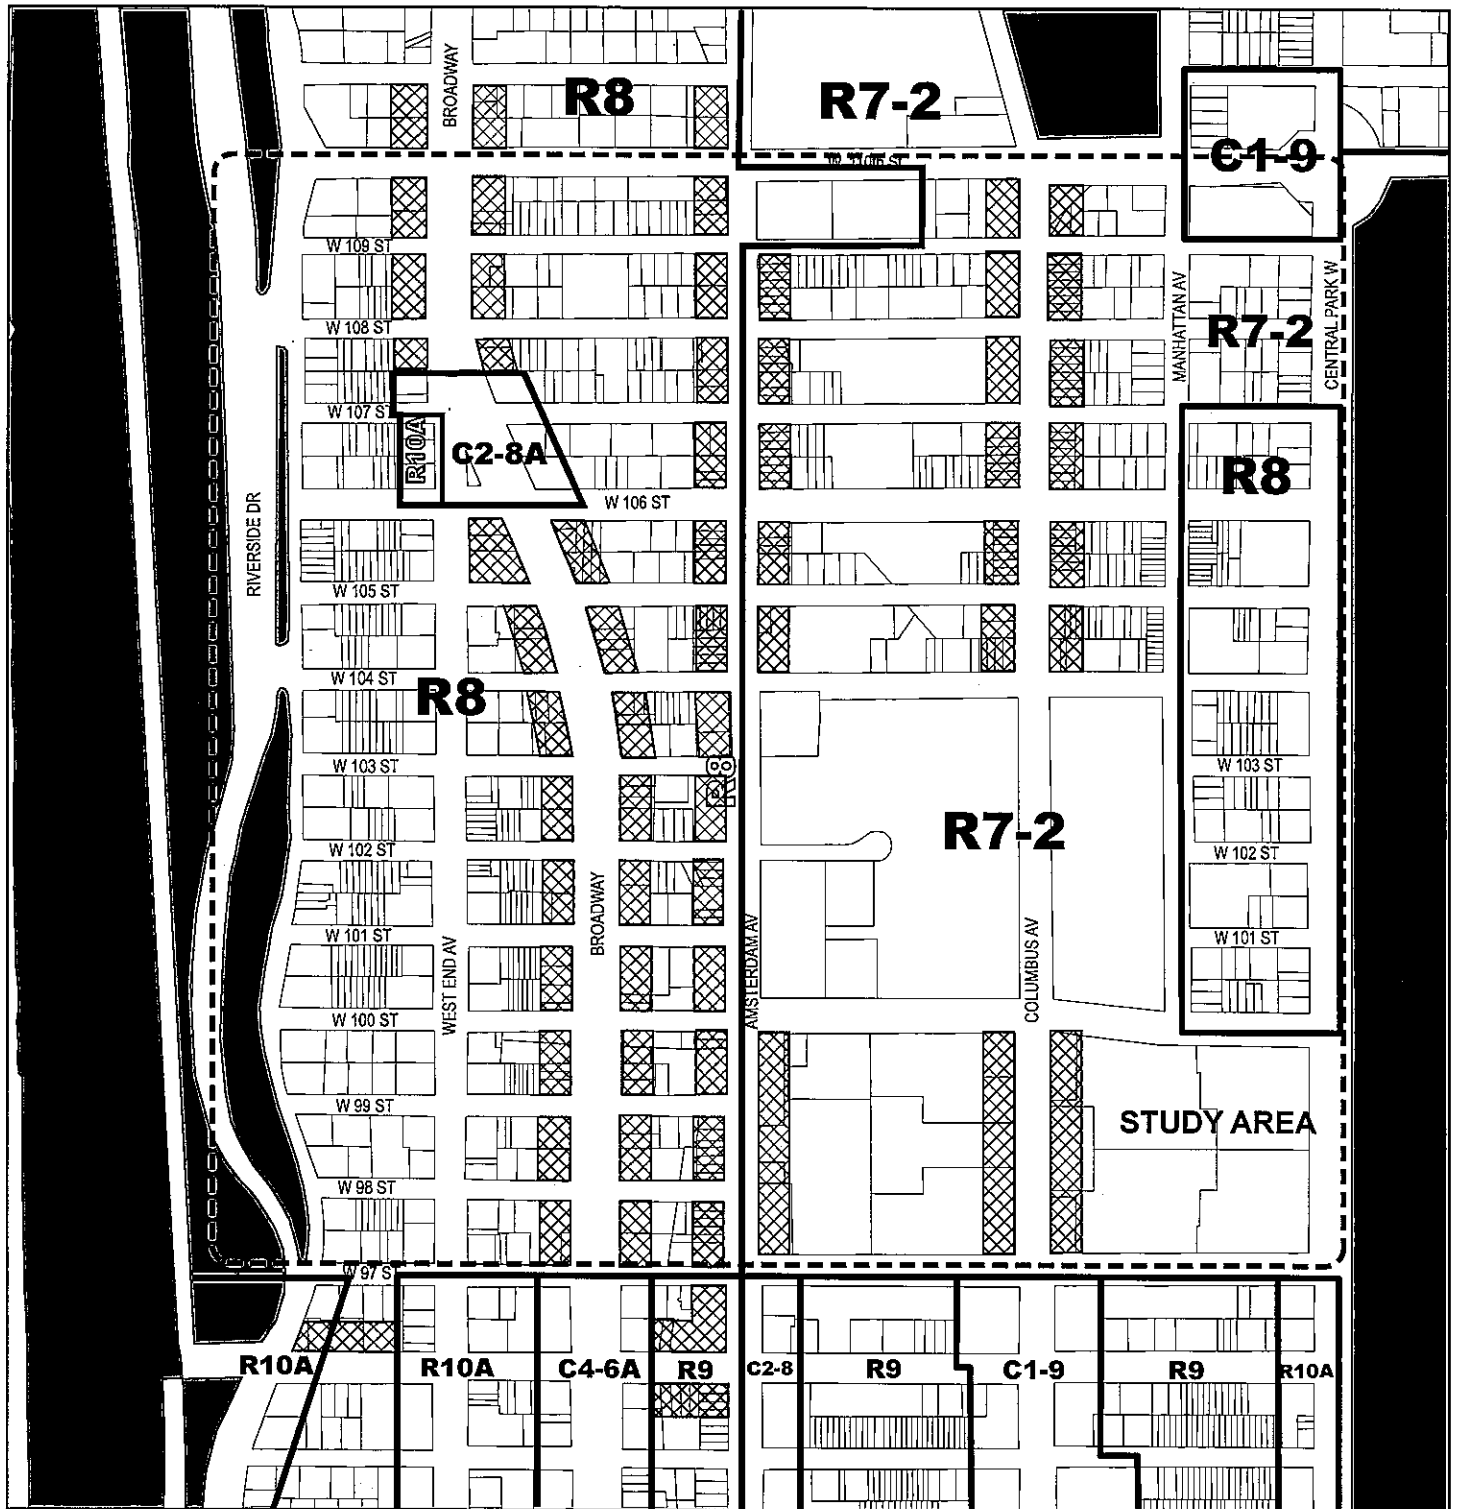 BROADWAY
R8
R7-2
C1-9
W 110th ST
W 109 ST
W 108 ST
MANHATTAN AV
R7-2
CENTRAL PARK W
W 107 ST
R10A
C2-8A
R8
RIVERSIDE DR
W 106 ST
W 105 ST
W 104 ST
R8
W 103 ST
R8
W 103 ST
R7-2
W 102 ST
W 102 ST
BROADWAY
W 101 ST
WEST END AV
AMSTERDAM AV
COLUMBUS AV
W 101 ST
W 100 ST
W 99 ST
STUDY AREA
W 98 ST
W 97 S
R10A
R10A
C4-6A
R9
C2-8
R9
C1-9
R9
R10A